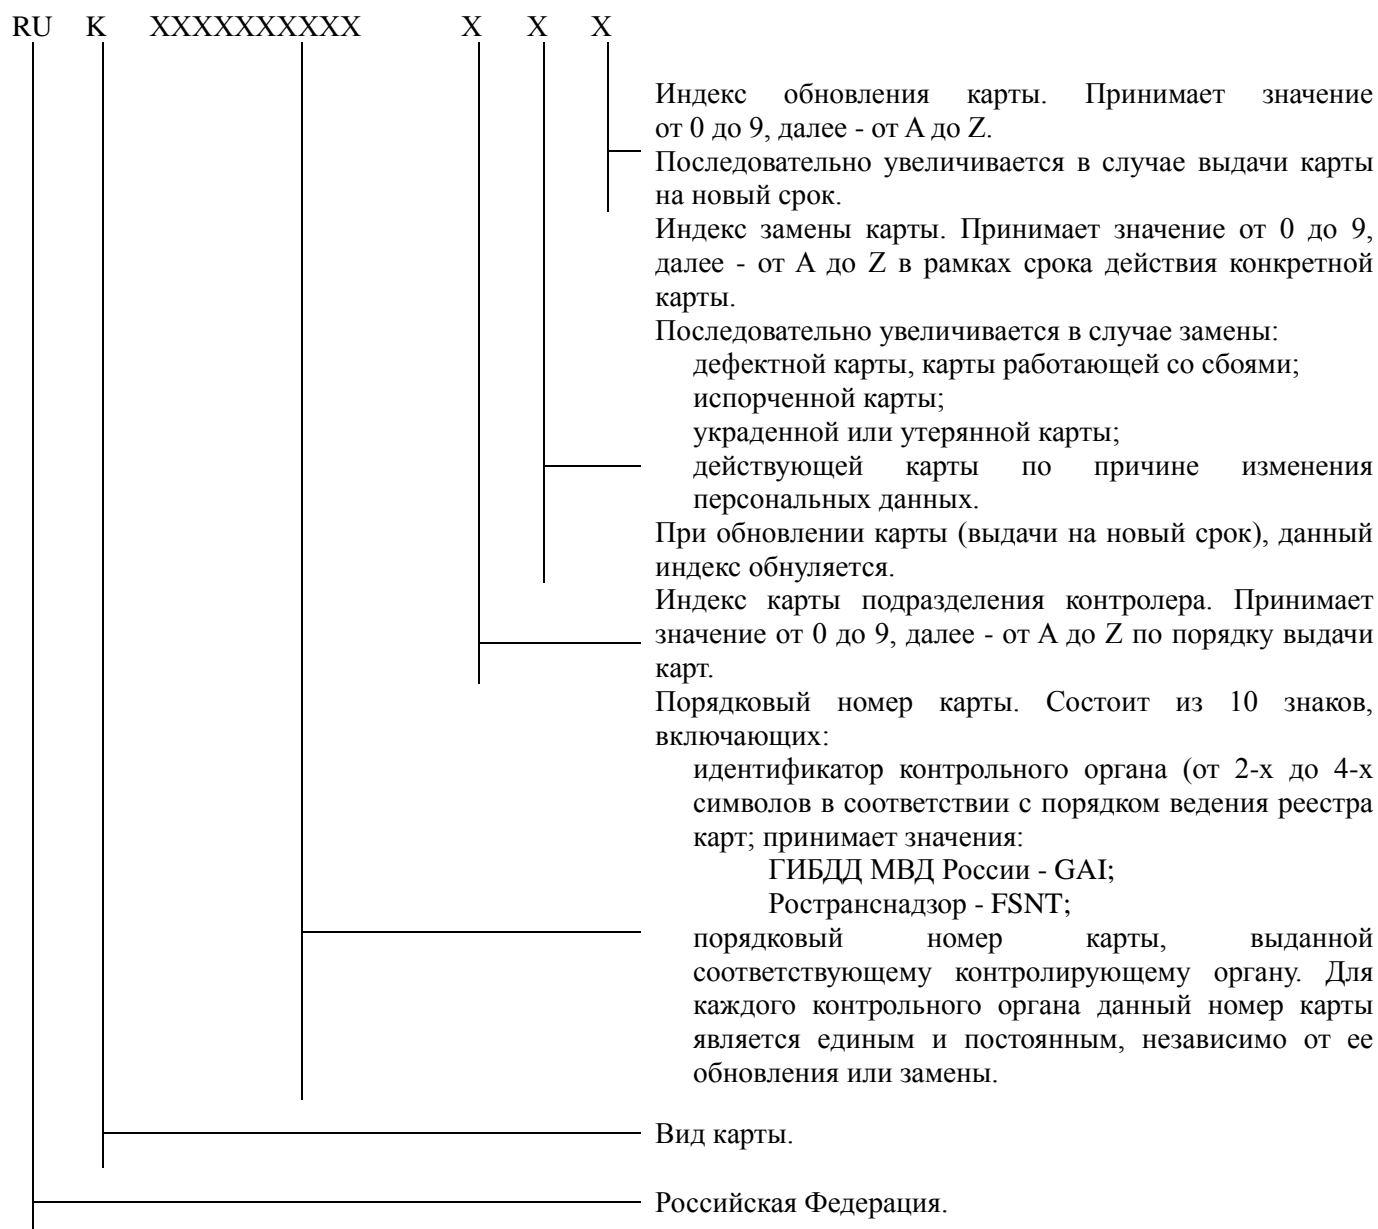 RU K XXXXXXXXXX X X X
Индекс обновления карты. Принимает значение
от 0 до 9, далее - от A до Z.
Последовательно увеличивается в случае выдачи карты
на новый срок.
Индекс замены карты. Принимает значение от 0 до 9,
далее - от A до Z в рамках срока действия конкретной
карты.
Последовательно увеличивается в случае замены:
дефектной карты, карты работающей со сбоями;
испорченной карты;
украденной или утерянной карты;
действующей карты по причине изменения
персональных данных.
При обновлении карты (выдачи на новый срок), данный
индекс обнуляется.
Индекс карты подразделения контролера. Принимает
значение от 0 до 9, далее - от A до Z по порядку выдачи
карт.
Порядковый номер карты. Состоит из 10 знаков,
включающих:
идентификатор контрольного органа (от 2-х до 4-х
символов в соответствии с порядком ведения реестра
карт; принимает значения:
ГИБДД МВД России - GAI;
Ространснадзор - FSNT;
порядковый номер карты, выданной
соответствующему контролирующему органу. Для
каждого контрольного органа данный номер карты
является единым и постоянным, независимо от ее
обновления или замены.
Вид карты.
Российская Федерация.